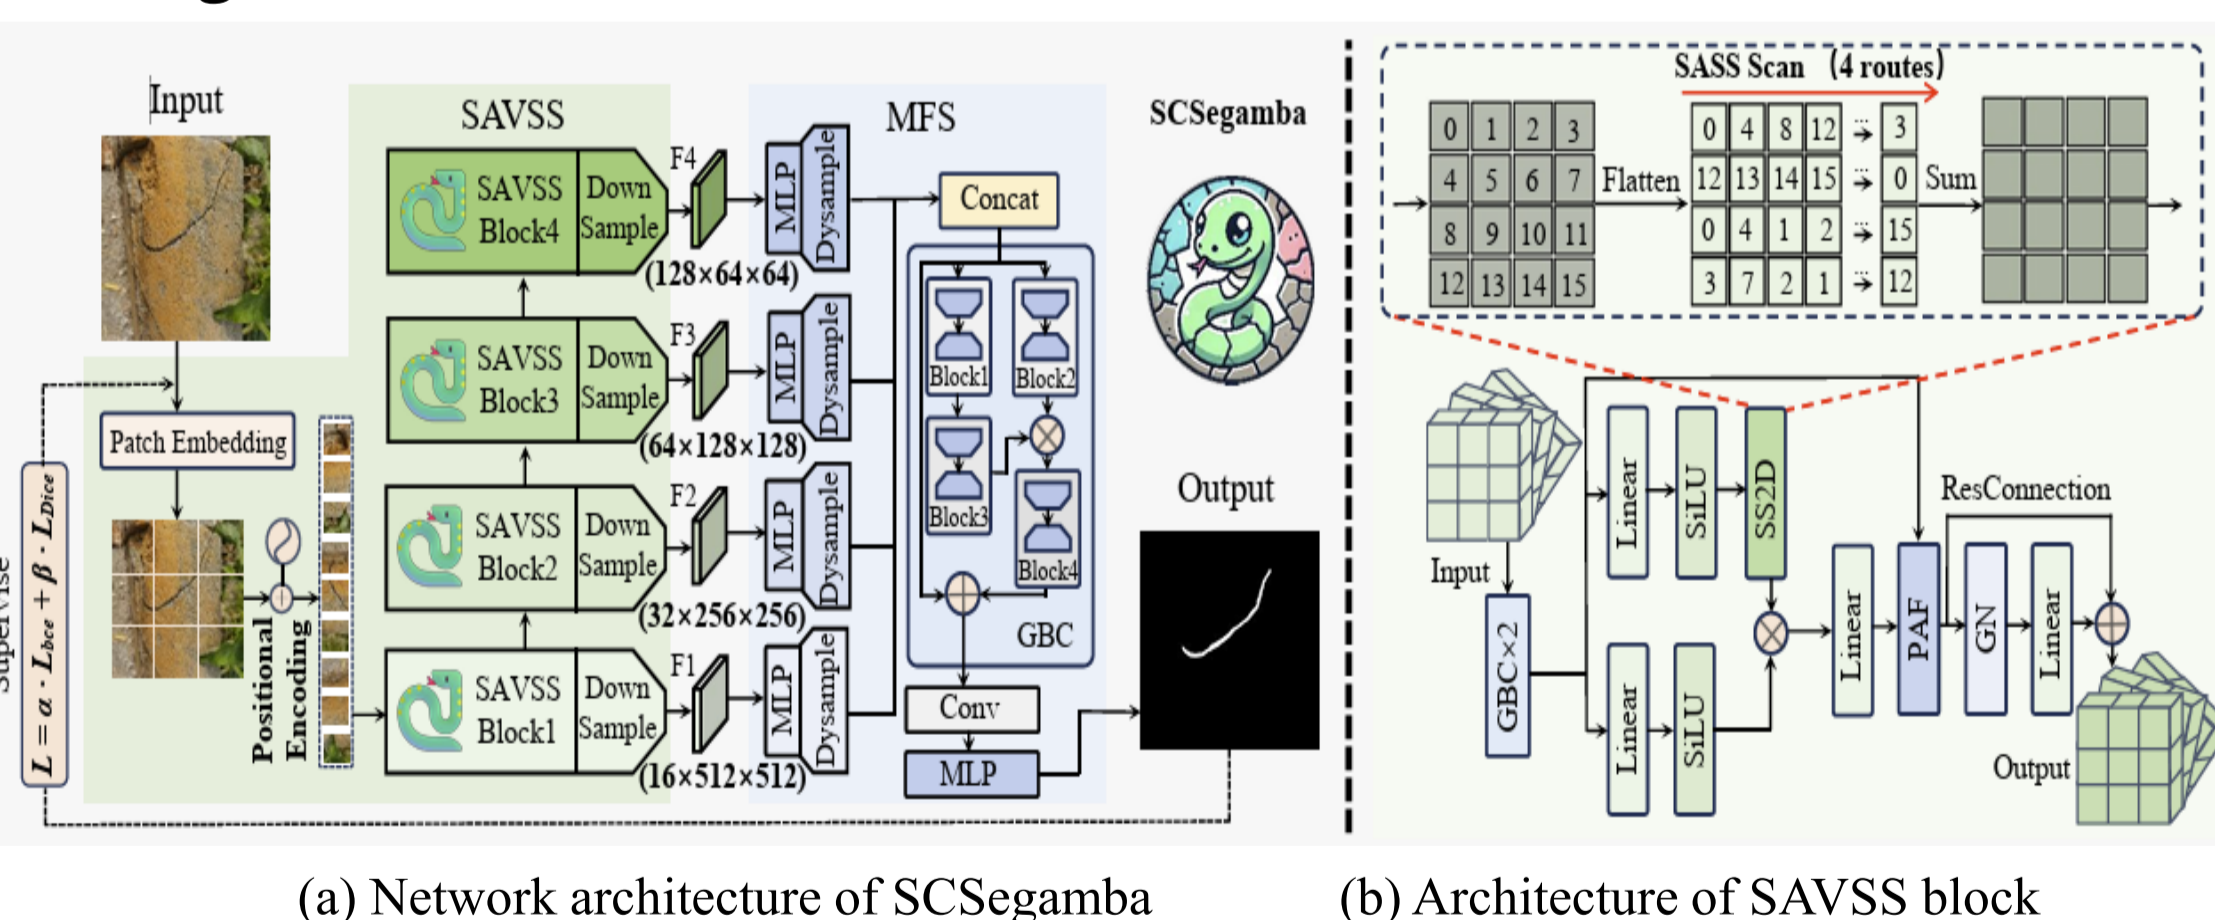 Input
SAVSS
MFS
SCSegamba
SAVSS
Block4
Down
Sample
F4
(128×64×64)
MLP
Dysample
Concat
SAVSS
Block3
Down
Sample
F3
(64×128×128)
MLP
Dysample
Block1
Block2
Patch Embedding
SAVSS
Block2
Down
Sample
F2
(32×256×256)
MLP
Dysample
Block3
Block4
GBC
Output
L = α · Lbce + β · LDice
Positional
Encoding
SAVSS
Block1
Down
Sample
F1
(16×512×512)
MLP
Dysample
Conv
MLP
(a) Network architecture of SCSegamba
SASS Scan (4 routes)
0 1 2 3
4 5 6 7
8 9 10 11
12 13 14 15
Flatten
0 4 8 12 ... 3
12 13 14 15 ... 0
0 4 1 2 ... 15
3 7 2 1 ... 12
Sum
Input
GBC×2
Linear
SiLU
SS2D
Linear
SiLU
Linear
PAF
ResConnection
GN
Linear
Output
(b) Architecture of SAVSS block